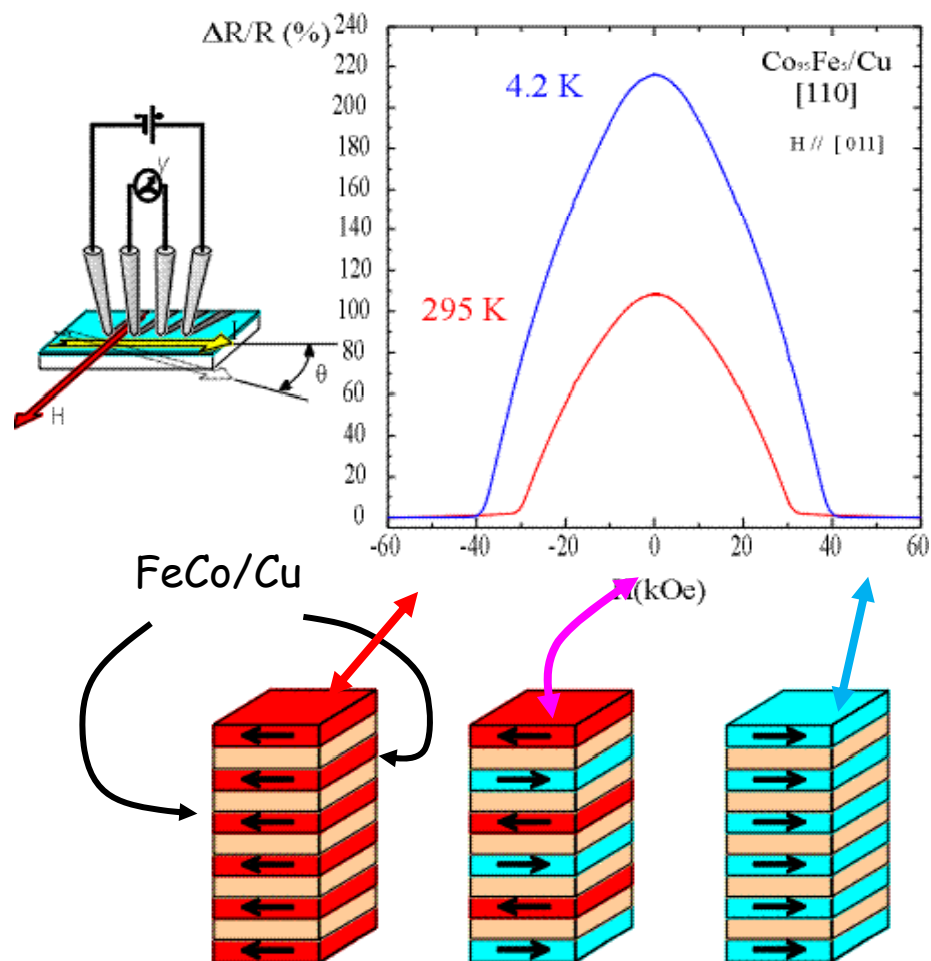 ΔR/R (%)
240
220
200
180
160
140
120
100
80
60
40
20
0
-60
-40
-20
0
20
40
60
H(kOe)
4.2 K
295 K
Co₉₅Fe₅/Cu
[110]
H // [011]
V
I
θ
H
FeCo/Cu